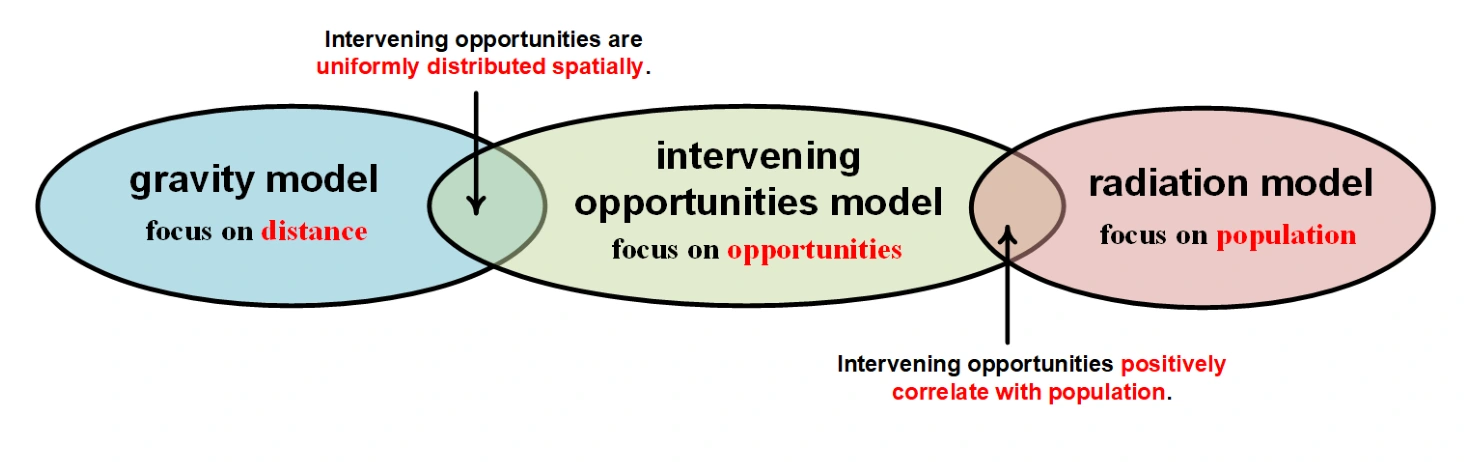 Intervening opportunities are
uniformly distributed spatially.
gravity model
focus on distance
intervening
opportunities model
focus on opportunities
radiation model
focus on population
Intervening opportunities positively
correlate with population.